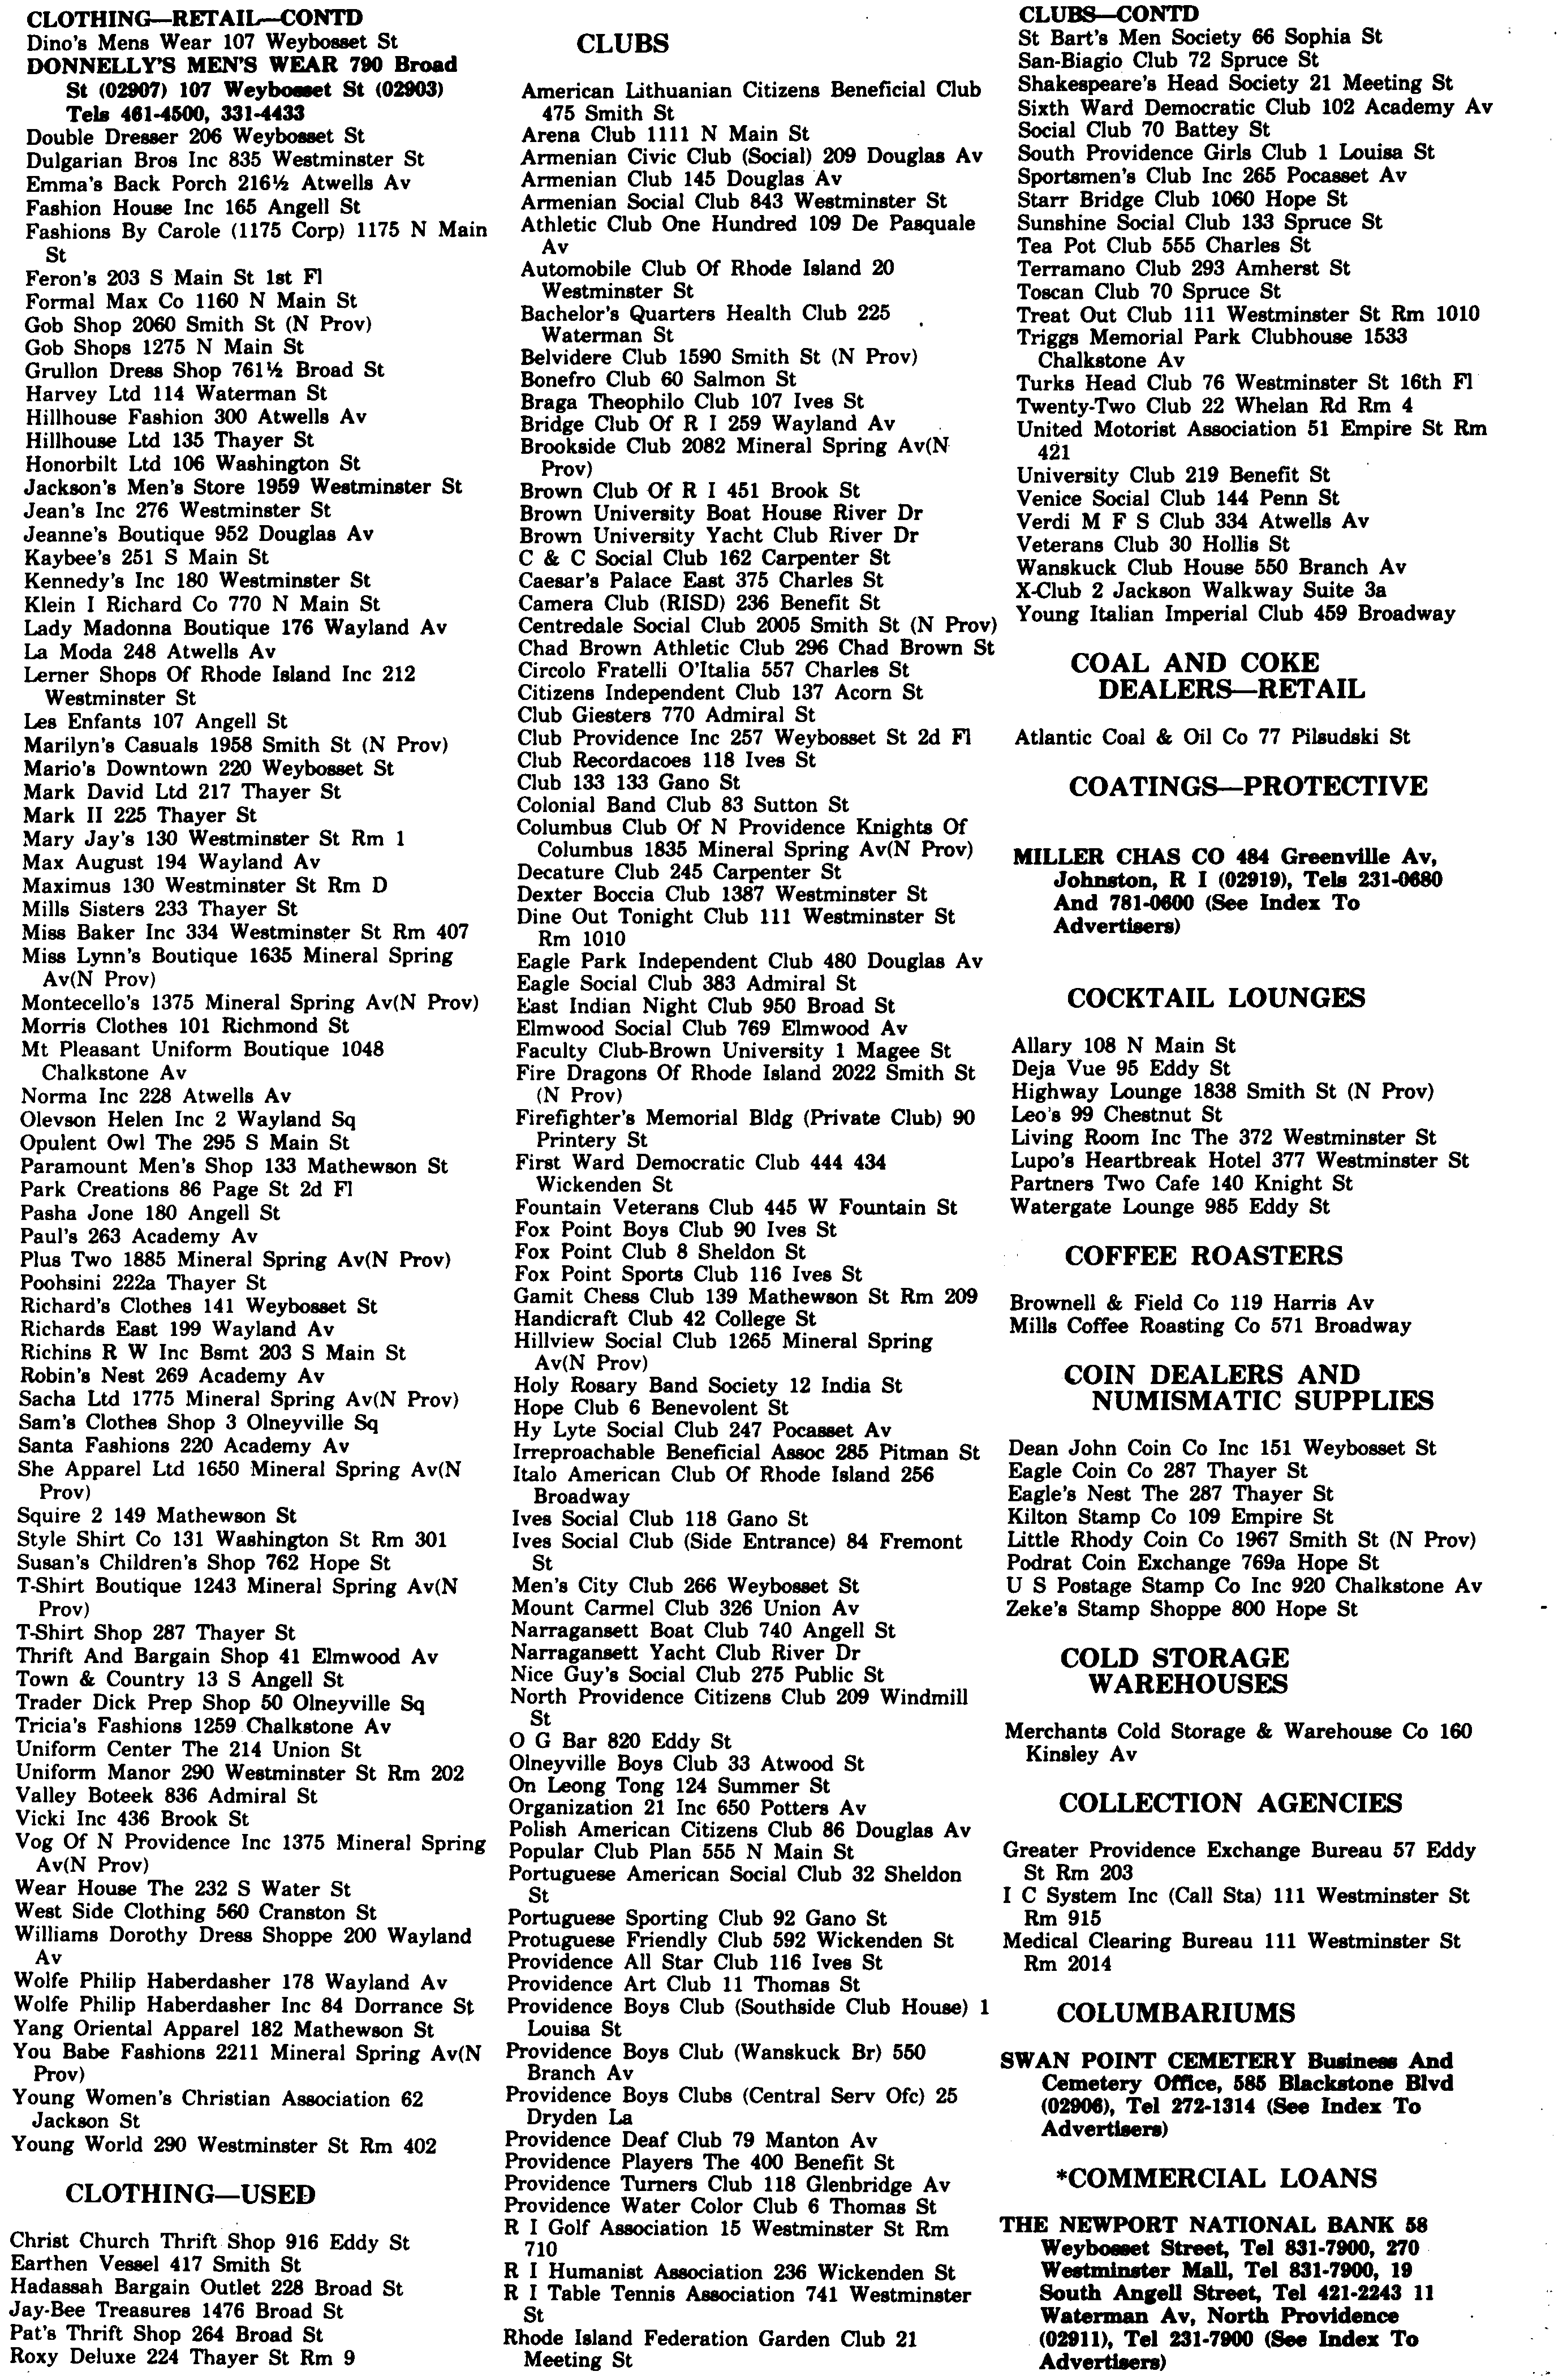 CLOTHING—RETAIL—CONTD
Dino's Mens Wear 107 Weybosset St
DONNELLY'S MEN'S WEAR 790 Broad
St (02907) 107 Weybosset St (02903)
Tels 461-4500, 331-4433
Double Dresser 206 Weybosset St
Dulgarian Bros Inc 835 Westminster St
Emma's Back Porch 216½ Atwells Av
Fashion House Inc 165 Angell St
Fashions By Carole (1175 Corp) 1175 N Main
St
Feron's 203 S Main St 1st Fl
Formal Max Co 1160 N Main St
Gob Shop 2060 Smith St (N Prov)
Gob Shops 1275 N Main St
Grullon Dress Shop 761½ Broad St
Harvey Ltd 114 Waterman St
Hillhouse Fashion 300 Atwells Av
Hillhouse Ltd 135 Thayer St
Honorbilt Ltd 106 Washington St
Jackson's Men's Store 1959 Westminster St
Jean's Inc 276 Westminster St
Jeanne's Boutique 952 Douglas Av
Kaybee's 251 S Main St
Kennedy's Inc 180 Westminster St
Klein I Richard Co 770 N Main St
Lady Madonna Boutique 176 Wayland Av
La Moda 248 Atwells Av
Lerner Shops Of Rhode Island Inc 212
Westminster St
Les Enfants 107 Angell St
Marilyn's Casuals 1958 Smith St (N Prov)
Mario's Downtown 220 Weybosset St
Mark David Ltd 217 Thayer St
Mark II 225 Thayer St
Mary Jay's 130 Westminster St Rm 1
Max August 194 Wayland Av
Maximus 130 Westminster St Rm D
Mills Sisters 233 Thayer St
Miss Baker Inc 334 Westminster St Rm 407
Miss Lynn's Boutique 1635 Mineral Spring
Av(N Prov)
Montecello's 1375 Mineral Spring Av(N Prov)
Morris Clothes 101 Richmond St
Mt Pleasant Uniform Boutique 1048
Chalkstone Av
Norma Inc 228 Atwells Av
Olevson Helen Inc 2 Wayland Sq
Opulent Owl The 295 S Main St
Paramount Men's Shop 133 Mathewson St
Park Creations 86 Page St 2d Fl
Pasha Jone 180 Angell St
Paul's 263 Academy Av
Plus Two 1885 Mineral Spring Av(N Prov)
Poohsini 222a Thayer St
Richard's Clothes 141 Weybosset St
Richards East 199 Wayland Av
Richins R W Inc Bsmt 203 S Main St
Robin's Nest 269 Academy Av
Sacha Ltd 1775 Mineral Spring Av(N Prov)
Sam's Clothes Shop 3 Olneyville Sq
Santa Fashions 220 Academy Av
She Apparel Ltd 1650 Mineral Spring Av(N
Prov)
Squire 2 149 Mathewson St
Style Shirt Co 131 Washington St Rm 301
Susan's Children's Shop 762 Hope St
T-Shirt Boutique 1243 Mineral Spring Av(N
Prov)
T-Shirt Shop 287 Thayer St
Thrift And Bargain Shop 41 Elmwood Av
Town & Country 13 S Angell St
Trader Dick Prep Shop 50 Olneyville Sq
Tricia's Fashions 1259 Chalkstone Av
Uniform Center The 214 Union St
Uniform Manor 290 Westminster St Rm 202
Valley Boteek 836 Admiral St
Vicki Inc 436 Brook St
Vog Of N Providence Inc 1375 Mineral Spring
Av(N Prov)
Wear House The 232 S Water St
West Side Clothing 560 Cranston St
Williams Dorothy Dress Shoppe 200 Wayland
Av
Wolfe Philip Haberdasher 178 Wayland Av
Wolfe Philip Haberdasher Inc 84 Dorrance St
Yang Oriental Apparel 182 Mathewson St
You Babe Fashions 2211 Mineral Spring Av(N
Prov)
Young Women's Christian Association 62
Jackson St
Young World 290 Westminster St Rm 402
CLOTHING—USED
Christ Church Thrift Shop 916 Eddy St
Earthen Vessel 417 Smith St
Hadassah Bargain Outlet 228 Broad St
Jay-Bee Treasures 1476 Broad St
Pat's Thrift Shop 264 Broad St
Roxy Deluxe 224 Thayer St Rm 9
CLUBS
American Lithuanian Citizens Beneficial Club
475 Smith St
Arena Club 1111 N Main St
Armenian Civic Club (Social) 209 Douglas Av
Armenian Club 145 Douglas Av
Armenian Social Club 843 Westminster St
Athletic Club One Hundred 109 De Pasquale
Av
Automobile Club Of Rhode Island 20
Westminster St
Bachelor's Quarters Health Club 225
Waterman St
Belvidere Club 1590 Smith St (N Prov)
Bonefro Club 60 Salmon St
Braga Theophilo Club 107 Ives St
Bridge Club Of R I 259 Wayland Av
Brookside Club 2082 Mineral Spring Av(N
Prov)
Brown Club Of R I 451 Brook St
Brown University Boat House River Dr
Brown University Yacht Club River Dr
C & C Social Club 162 Carpenter St
Caesar's Palace East 375 Charles St
Camera Club (RISD) 236 Benefit St
Centredale Social Club 2005 Smith St (N Prov)
Chad Brown Athletic Club 296 Chad Brown St
Circolo Fratelli O'Italia 557 Charles St
Citizens Independent Club 137 Acorn St
Club Giesters 770 Admiral St
Club Providence Inc 257 Weybosset St 2d Fl
Club Recordacoes 118 Ives St
Club 133 133 Gano St
Colonial Band Club 83 Sutton St
Columbus Club Of N Providence Knights Of
Columbus 1835 Mineral Spring Av(N Prov)
Decature Club 245 Carpenter St
Dexter Boccia Club 1387 Westminster St
Dine Out Tonight Club 111 Westminster St
Rm 1010
Eagle Park Independent Club 480 Douglas Av
Eagle Social Club 383 Admiral St
East Indian Night Club 950 Broad St
Elmwood Social Club 769 Elmwood Av
Faculty Club-Brown University 1 Magee St
Fire Dragons Of Rhode Island 2022 Smith St
(N Prov)
Firefighter's Memorial Bldg (Private Club) 90
Printery St
First Ward Democratic Club 444 434
Wickenden St
Fountain Veterans Club 445 W Fountain St
Fox Point Boys Club 90 Ives St
Fox Point Club 8 Sheldon St
Fox Point Sports Club 116 Ives St
Gamit Chess Club 139 Mathewson St Rm 209
Handicraft Club 42 College St
Hillview Social Club 1265 Mineral Spring
Av(N Prov)
Holy Rosary Band Society 12 India St
Hope Club 6 Benevolent St
Hy Lyte Social Club 247 Pocasset Av
Irreproachable Beneficial Assoc 285 Pitman St
Italo American Club Of Rhode Island 256
Broadway
Ives Social Club 118 Gano St
Ives Social Club (Side Entrance) 84 Fremont
St
Men's City Club 266 Weybosset St
Mount Carmel Club 326 Union Av
Narragansett Boat Club 740 Angell St
Narragansett Yacht Club River Dr
Nice Guy's Social Club 275 Public St
North Providence Citizens Club 209 Windmill
St
O G Bar 820 Eddy St
Olneyville Boys Club 33 Atwood St
On Leong Tong 124 Summer St
Organization 21 Inc 650 Potters Av
Polish American Citizens Club 86 Douglas Av
Popular Club Plan 555 N Main St
Portuguese American Social Club 32 Sheldon
St
Portuguese Sporting Club 92 Gano St
Protuguese Friendly Club 592 Wickenden St
Providence All Star Club 116 Ives St
Providence Art Club 11 Thomas St
Providence Boys Club (Southside Club House) 1
Louisa St
Providence Boys Club (Wanskuck Br) 550
Branch Av
Providence Boys Clubs (Central Serv Ofc) 25
Dryden La
Providence Deaf Club 79 Manton Av
Providence Players The 400 Benefit St
Providence Turners Club 118 Glenbridge Av
Providence Water Color Club 6 Thomas St
R I Golf Association 15 Westminster St Rm
710
R I Humanist Association 236 Wickenden St
R I Table Tennis Association 741 Westminster
St
Rhode Island Federation Garden Club 21
Meeting St
CLUBS—CONTD
St Bart's Men Society 66 Sophia St
San-Biagio Club 72 Spruce St
Shakespeare's Head Society 21 Meeting St
Sixth Ward Democratic Club 102 Academy Av
Social Club 70 Battey St
South Providence Girls Club 1 Louisa St
Sportsmen's Club Inc 265 Pocasset Av
Starr Bridge Club 1060 Hope St
Sunshine Social Club 133 Spruce St
Tea Pot Club 555 Charles St
Terramano Club 293 Amherst St
Toscan Club 70 Spruce St
Treat Out Club 111 Westminster St Rm 1010
Triggs Memorial Park Clubhouse 1533
Chalkstone Av
Turks Head Club 76 Westminster St 16th Fl
Twenty-Two Club 22 Whelan Rd Rm 4
United Motorist Association 51 Empire St Rm
421
University Club 219 Benefit St
Venice Social Club 144 Penn St
Verdi M F S Club 334 Atwells Av
Veterans Club 30 Hollis St
Wanskuck Club House 550 Branch Av
X-Club 2 Jackson Walkway Suite 3a
Young Italian Imperial Club 459 Broadway
COAL AND COKE
DEALERS—RETAIL
Atlantic Coal & Oil Co 77 Pilsudski St
COATINGS—PROTECTIVE
MILLER CHAS CO 484 Greenville Av,
Johnston, R I (02919), Tels 231-0680
And 781-0600 (See Index To
Advertisers)
COCKTAIL LOUNGES
Allary 108 N Main St
Deja Vue 95 Eddy St
Highway Lounge 1838 Smith St (N Prov)
Leo's 99 Chestnut St
Living Room Inc The 372 Westminster St
Lupo's Heartbreak Hotel 377 Westminster St
Partners Two Cafe 140 Knight St
Watergate Lounge 985 Eddy St
COFFEE ROASTERS
Brownell & Field Co 119 Harris Av
Mills Coffee Roasting Co 571 Broadway
COIN DEALERS AND
NUMISMATIC SUPPLIES
Dean John Coin Co Inc 151 Weybosset St
Eagle Coin Co 287 Thayer St
Eagle's Nest The 287 Thayer St
Kilton Stamp Co 109 Empire St
Little Rhody Coin Co 1967 Smith St (N Prov)
Podrat Coin Exchange 769a Hope St
U S Postage Stamp Co Inc 920 Chalkstone Av
Zeke's Stamp Shoppe 800 Hope St
COLD STORAGE
WAREHOUSES
Merchants Cold Storage & Warehouse Co 160
Kinsley Av
COLLECTION AGENCIES
Greater Providence Exchange Bureau 57 Eddy
St Rm 203
I C System Inc (Call Sta) 111 Westminster St
Rm 915
Medical Clearing Bureau 111 Westminster St
Rm 2014
COLUMBARIUMS
SWAN POINT CEMETERY Business And
Cemetery Office, 585 Blackstone Blvd
(02906), Tel 272-1314 (See Index To
Advertisers)
*COMMERCIAL LOANS
THE NEWPORT NATIONAL BANK 58
Weybosset Street, Tel 831-7900, 270
Westminster Mall, Tel 831-7900, 19
South Angell Street, Tel 421-2243 11
Waterman Av, North Providence
(02911), Tel 231-7900 (See Index To
Advertisers)